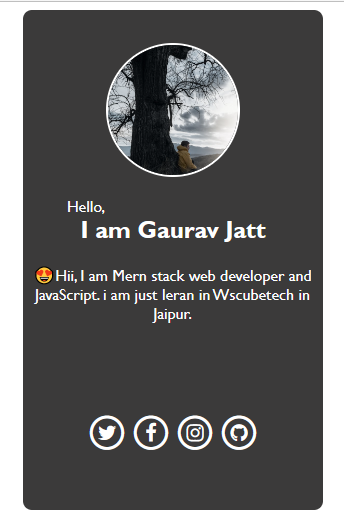 Hello,
I am Gaurav Jatt
😍Hii, I am Mern stack web developer and
JavaScript. i am just leran in Wscubetech in
Jaipur.